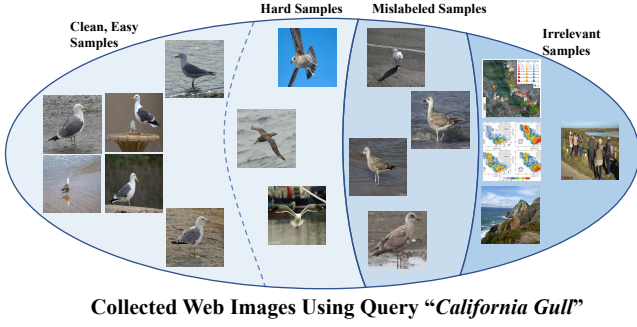 Clean, Easy
Samples
Hard Samples
Mislabeled Samples
Irrelevant
Samples
Collected Web Images Using Query “California Gull”